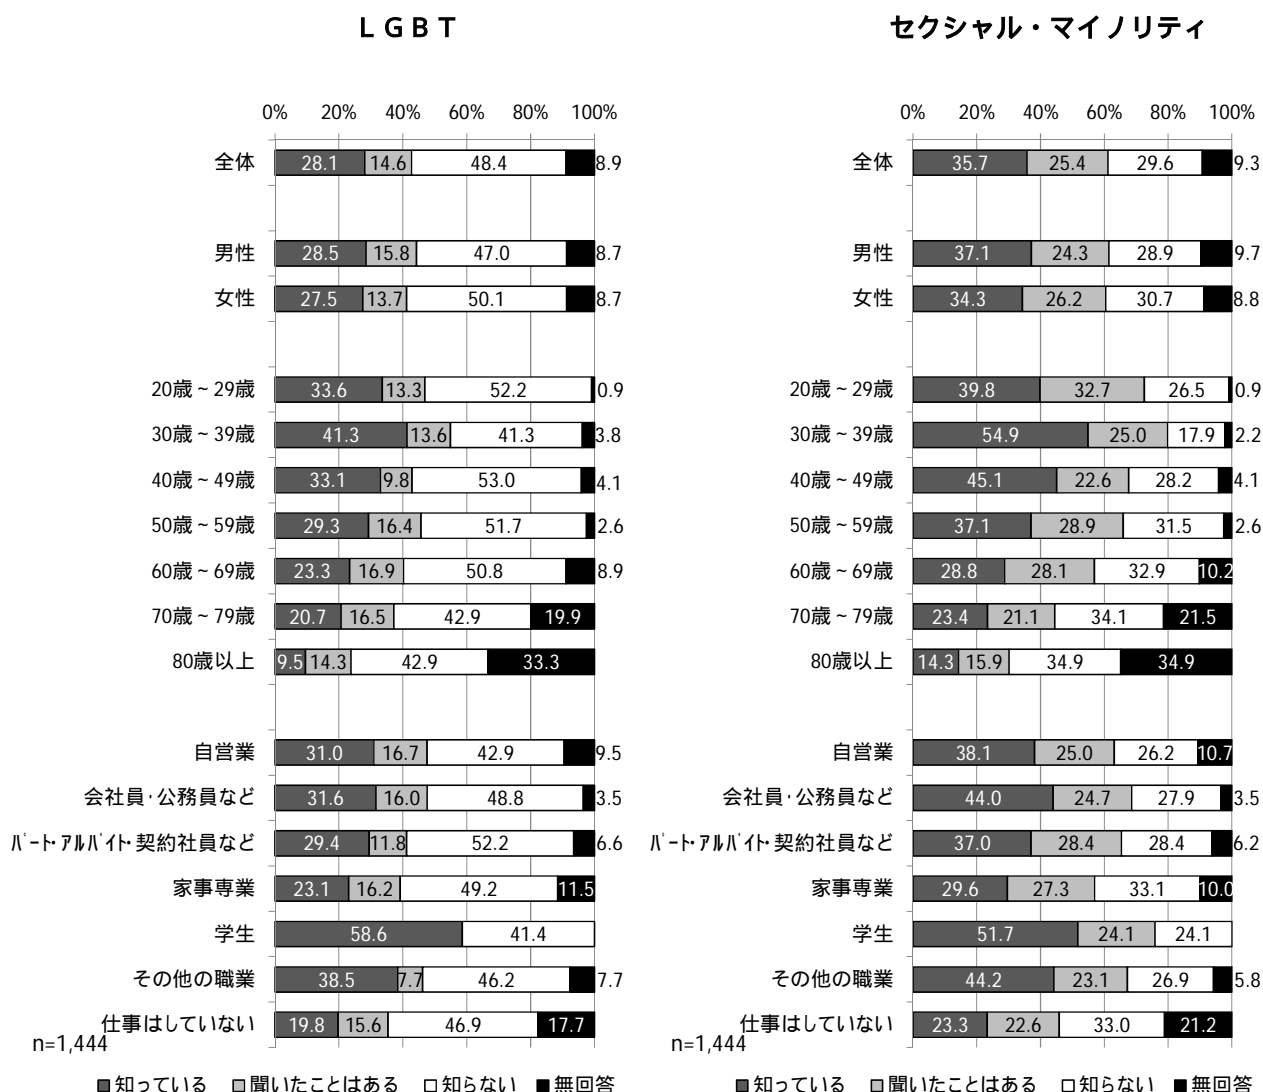 ＬＧＢＴ
0% 20% 40% 60% 80% 100%
全体 28.1 14.6 48.4 8.9
男性 28.5 15.8 47.0 8.7
女性 27.5 13.7 50.1 8.7
20歳～29歳 33.6 13.3 52.2 0.9
30歳～39歳 41.3 13.6 41.3 3.8
40歳～49歳 33.1 9.8 53.0 4.1
50歳～59歳 29.3 16.4 51.7 2.6
60歳～69歳 23.3 16.9 50.8 8.9
70歳～79歳 20.7 16.5 42.9 19.9
80歳以上 9.5 14.3 42.9 33.3
自営業 31.0 16.7 42.9 9.5
会社員･公務員など 31.6 16.0 48.8 3.5
ﾊﾟｰﾄ･ｱﾙﾊﾞｲﾄ･契約社員など 29.4 11.8 52.2 6.6
家事専業 23.1 16.2 49.2 11.5
学生 58.6 41.4
その他の職業 38.5 7.7 46.2 7.7
仕事はしていない 19.8 15.6 46.9 17.7
n=1,444
■知っている ■聞いたことはある □知らない ■無回答
セクシャル・マイノリティ
0% 20% 40% 60% 80% 100%
全体 35.7 25.4 29.6 9.3
男性 37.1 24.3 28.9 9.7
女性 34.3 26.2 30.7 8.8
20歳～29歳 39.8 32.7 26.5 0.9
30歳～39歳 54.9 25.0 17.9 2.2
40歳～49歳 45.1 22.6 28.2 4.1
50歳～59歳 37.1 28.9 31.5 2.6
60歳～69歳 28.8 28.1 32.9 10.2
70歳～79歳 23.4 21.1 34.1 21.5
80歳以上 14.3 15.9 34.9 34.9
自営業 38.1 25.0 26.2 10.7
会社員･公務員など 44.0 24.7 27.9 3.5
ﾊﾟｰﾄ･ｱﾙﾊﾞｲﾄ･契約社員など 37.0 28.4 28.4 6.2
家事専業 29.6 27.3 33.1 10.0
学生 51.7 24.1 24.1
その他の職業 44.2 23.1 26.9 5.8
仕事はしていない 23.3 22.6 33.0 21.2
n=1,444
■知っている ■聞いたことはある □知らない ■無回答